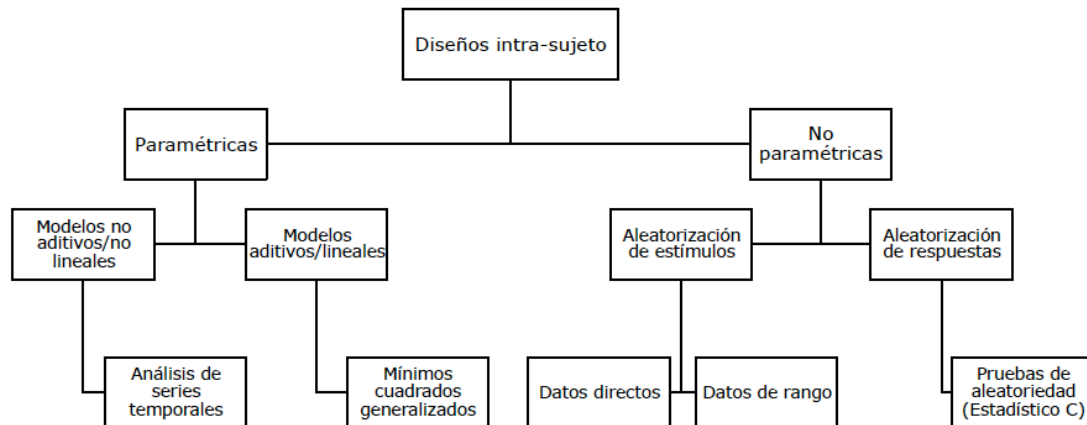 Diseños intra-sujeto
Paramétricas
No
paramétricas
Modelos no
aditivos/no
lineales
Modelos
aditivos/lineales
Aleatorización
de estímulos
Aleatorización
de respuestas
Análisis de
series
temporales
Mínimos
cuadrados
generalizados
Datos directos
Datos de rango
Pruebas de
aleatoriedad
(Estadístico C)